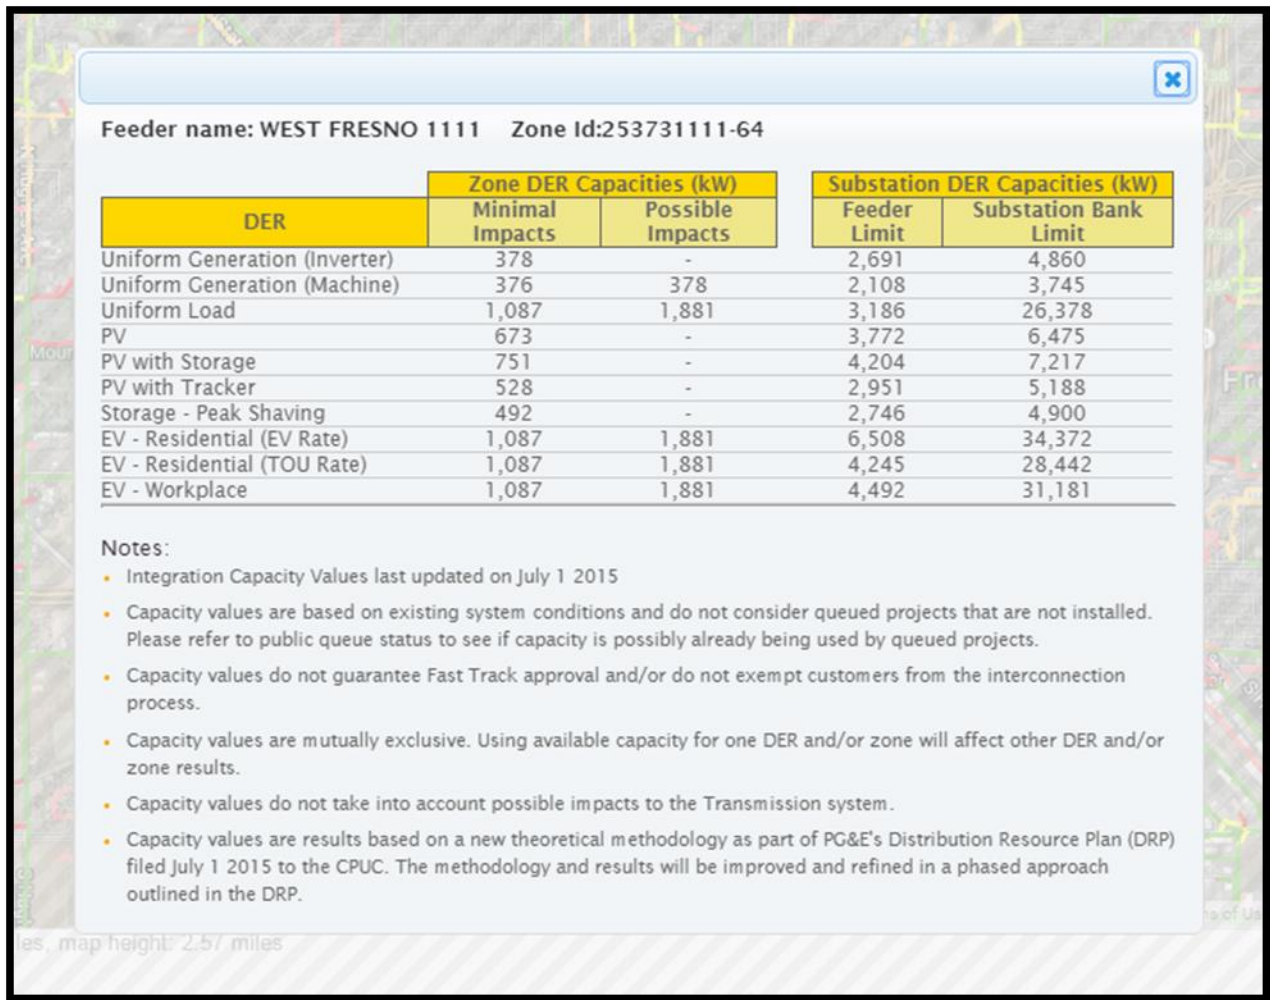 Feeder name: WEST FRESNO 1111 Zone Id:253731111-64
Zone DER Capacities (kW) Substation DER Capacities (kW)
DER Minimal Impacts Possible Impacts Feeder Limit Substation Bank Limit
Uniform Generation (Inverter) 378 - 2,691 4,860
Uniform Generation (Machine) 376 378 2,108 3,745
Uniform Load 1,087 1,881 3,186 26,378
PV 673 - 3,772 6,475
PV with Storage 751 - 4,204 7,217
PV with Tracker 528 - 2,951 5,188
Storage - Peak Shaving 492 - 2,746 4,900
EV - Residential (EV Rate) 1,087 1,881 6,508 34,372
EV - Residential (TOU Rate) 1,087 1,881 4,245 28,442
EV - Workplace 1,087 1,881 4,492 31,181
Notes:
• Integration Capacity Values last updated on July 1 2015
• Capacity values are based on existing system conditions and do not consider queued projects that are not installed.
Please refer to public queue status to see if capacity is possibly already being used by queued projects.
• Capacity values do not guarantee Fast Track approval and/or do not exempt customers from the interconnection
process.
• Capacity values are mutually exclusive. Using available capacity for one DER and/or zone will affect other DER and/or
zone results.
• Capacity values do not take into account possible impacts to the Transmission system.
• Capacity values are results based on a new theoretical methodology as part of PG&E's Distribution Resource Plan (DRP)
filed July 1 2015 to the CPUC. The methodology and results will be improved and refined in a phased approach
outlined in the DRP.
les, map height: 2.57 miles